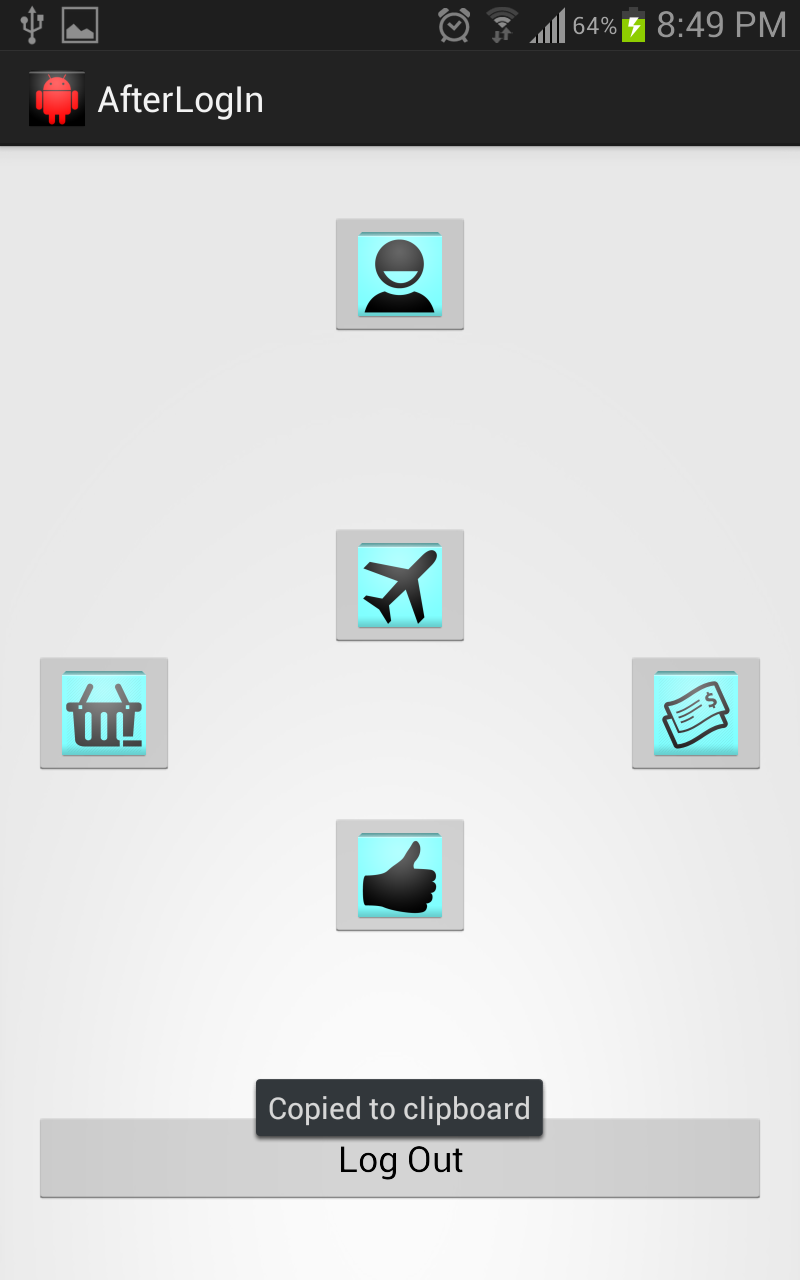 64% 8:49 PM
AfterLogIn
$
Copied to clipboard
Log Out